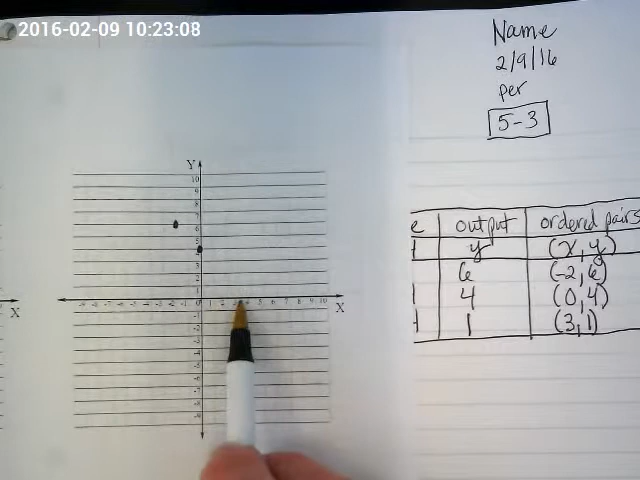 2016-02-09 10:23:08
Name
2/9/16
per
5-3
e output ordered pairs
y (x, y)
6 (-2, 6)
4 (0, 4)
1 (3, 1)
Y
X
X